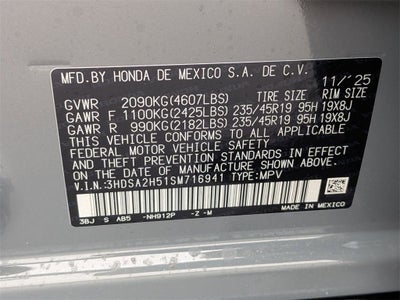 MFD.BY HONDA DE MEXICO S.A. DE C.V. 11/'25
GVWR 2090KG(4607LBS) TIRE SIZE RIM SIZE
GAWR F 1100KG(2425LBS) 235/45R19 95H 19X8J
GAWR R 990KG(2182LBS) 235/45R19 95H 19X8J
THIS VEHICLE CONFORMS TO ALL APPLICABLE
FEDERAL MOTOR VEHICLE SAFETY STANDARDS IN EFFECT
ON THE DATE OF MANUFACTURE SHOWN ABOVE.
V.I.N:3HDSA2H51SM716941 TYPE:MPV
3BJ S AB5 -NH912P -Z -M MADE IN MEXICO